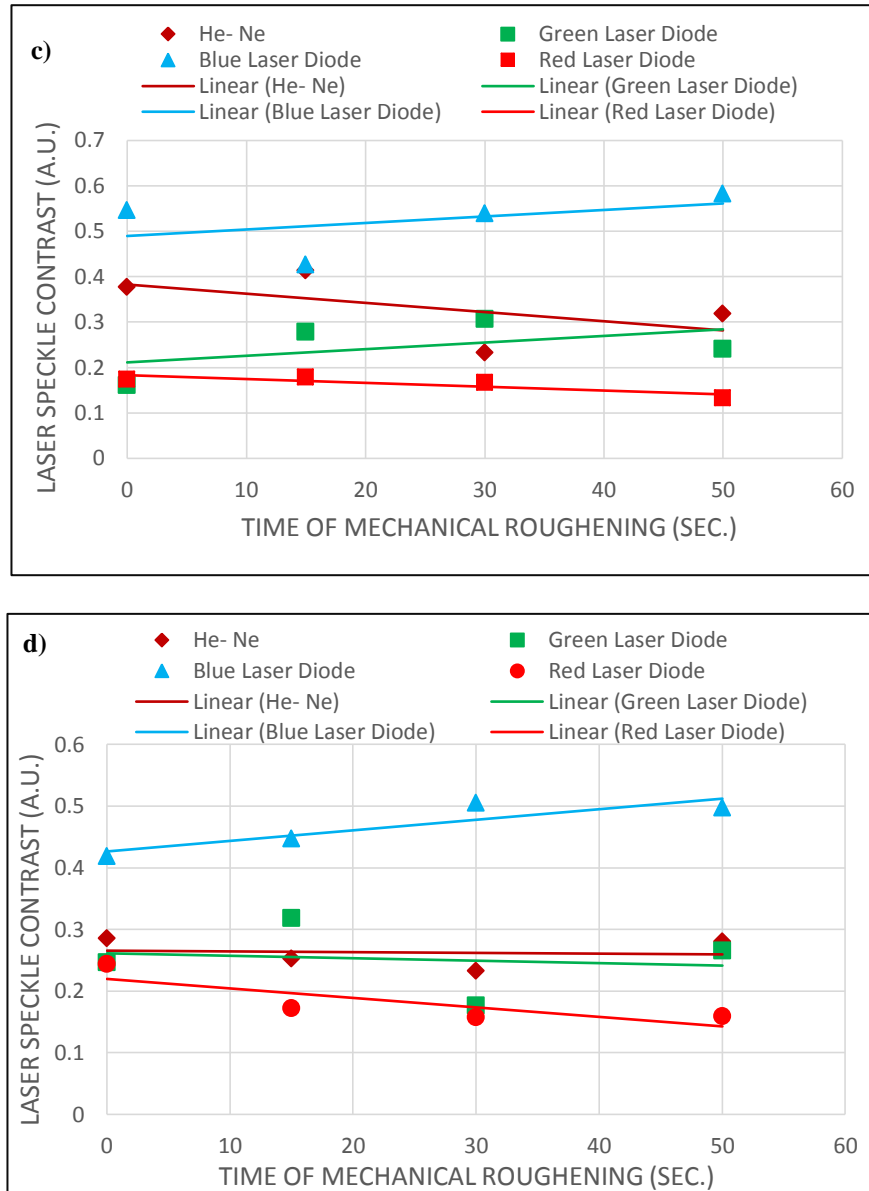 c)
He- Ne
Green Laser Diode
Blue Laser Diode
Red Laser Diode
Linear (He- Ne)
Linear (Green Laser Diode)
Linear (Blue Laser Diode)
Linear (Red Laser Diode)
LASER SPECKLE CONTRAST (A.U.)
0.7
0.6
0.5
0.4
0.3
0.2
0.1
0
0 10 20 30 40 50 60
TIME OF MECHANICAL ROUGHENING (SEC.)
d)
He- Ne
Green Laser Diode
Blue Laser Diode
Red Laser Diode
Linear (He- Ne)
Linear (Green Laser Diode)
Linear (Blue Laser Diode)
Linear (Red Laser Diode)
LASER SPECKLE CONTRAST (A.U.)
0.6
0.5
0.4
0.3
0.2
0.1
0
0 10 20 30 40 50 60
TIME OF MECHANICAL ROUGHENING (SEC.)